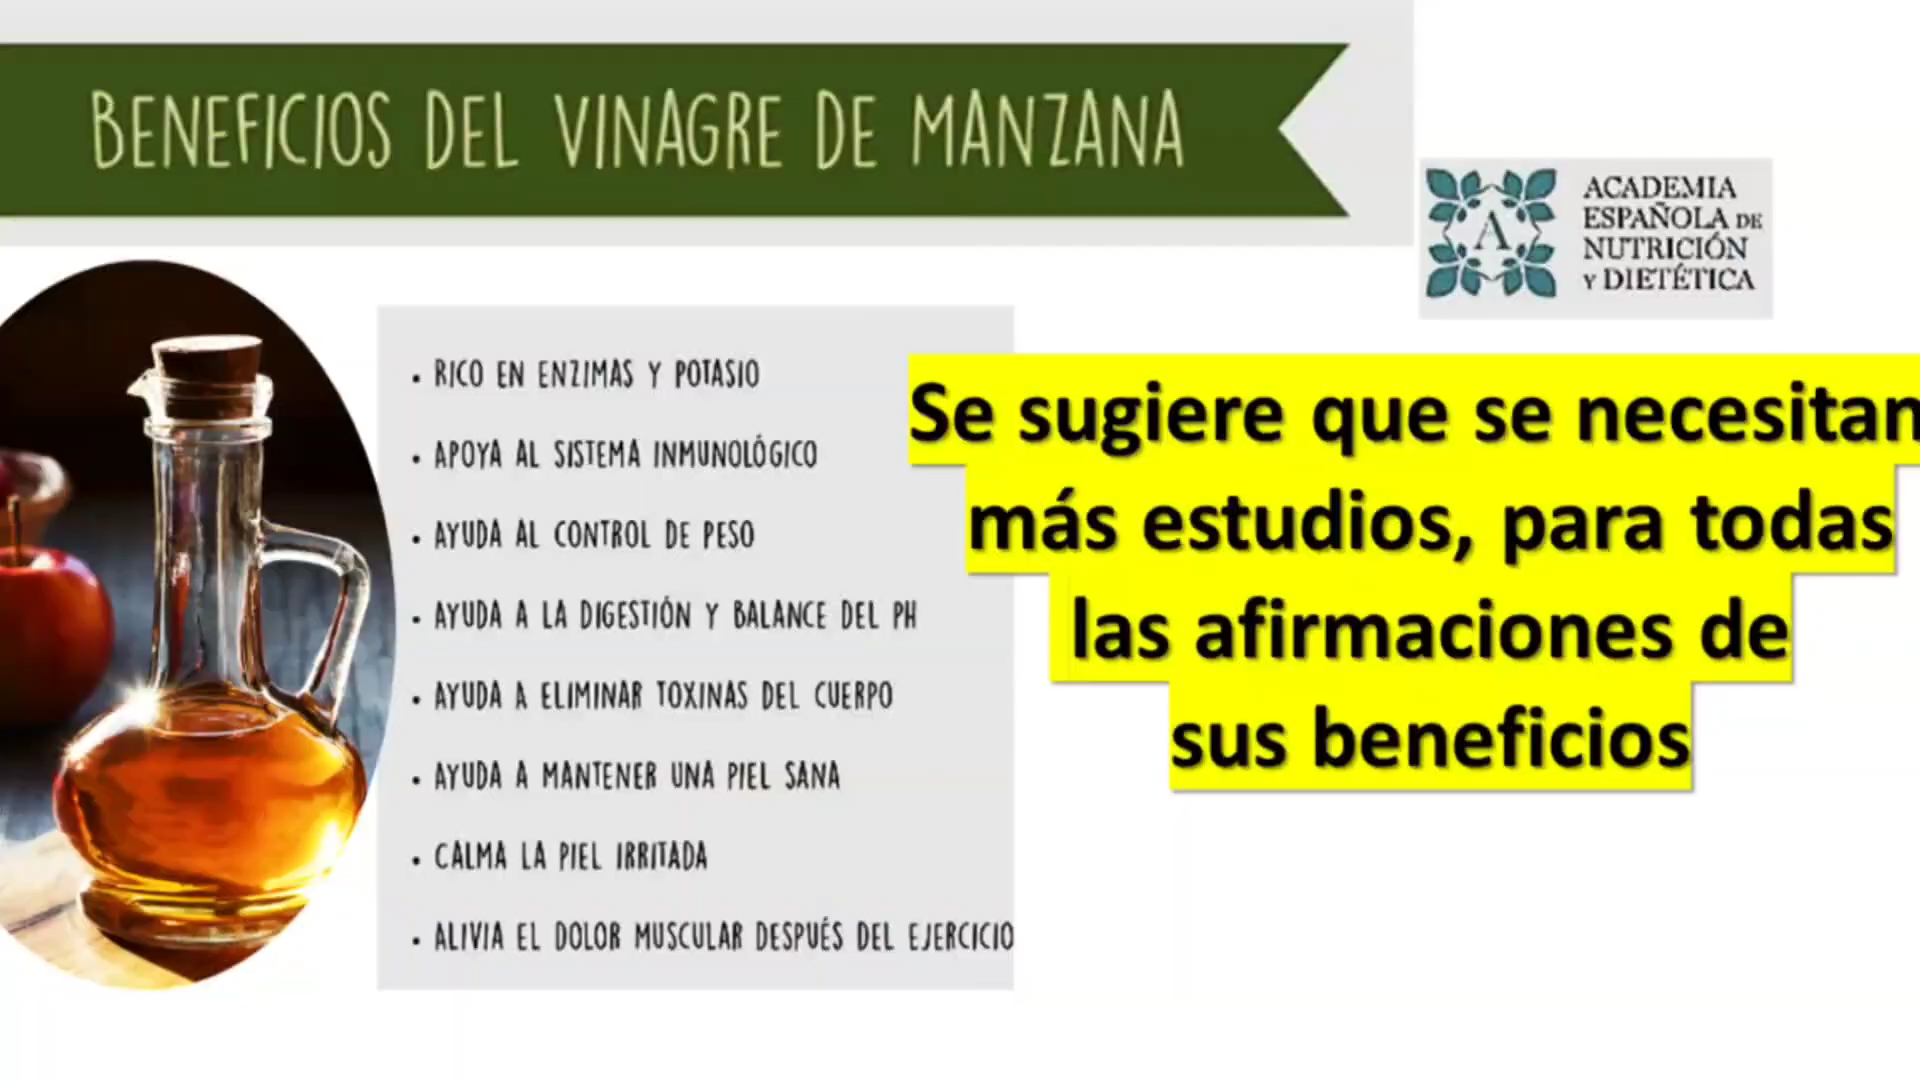 BENEFICIOS DEL VINAGRE DE MANZANA
ACADEMIA
ESPAÑOLA DE
NUTRICIÓN
Y DIETÉTICA
A
• RICO EN ENZIMAS Y POTASIO
• APOYA AL SISTEMA INMUNOLÓGICO
• AYUDA AL CONTROL DE PESO
• AYUDA A LA DIGESTIÓN Y BALANCE DEL PH
• AYUDA A ELIMINAR TOXINAS DEL CUERPO
• AYUDA A MANTENER UNA PIEL SANA
• CALMA LA PIEL IRRITADA
• ALIVIA EL DOLOR MUSCULAR DESPUÉS DEL EJERCICIO
Se sugiere que se necesitan
más estudios, para todas
las afirmaciones de
sus beneficios